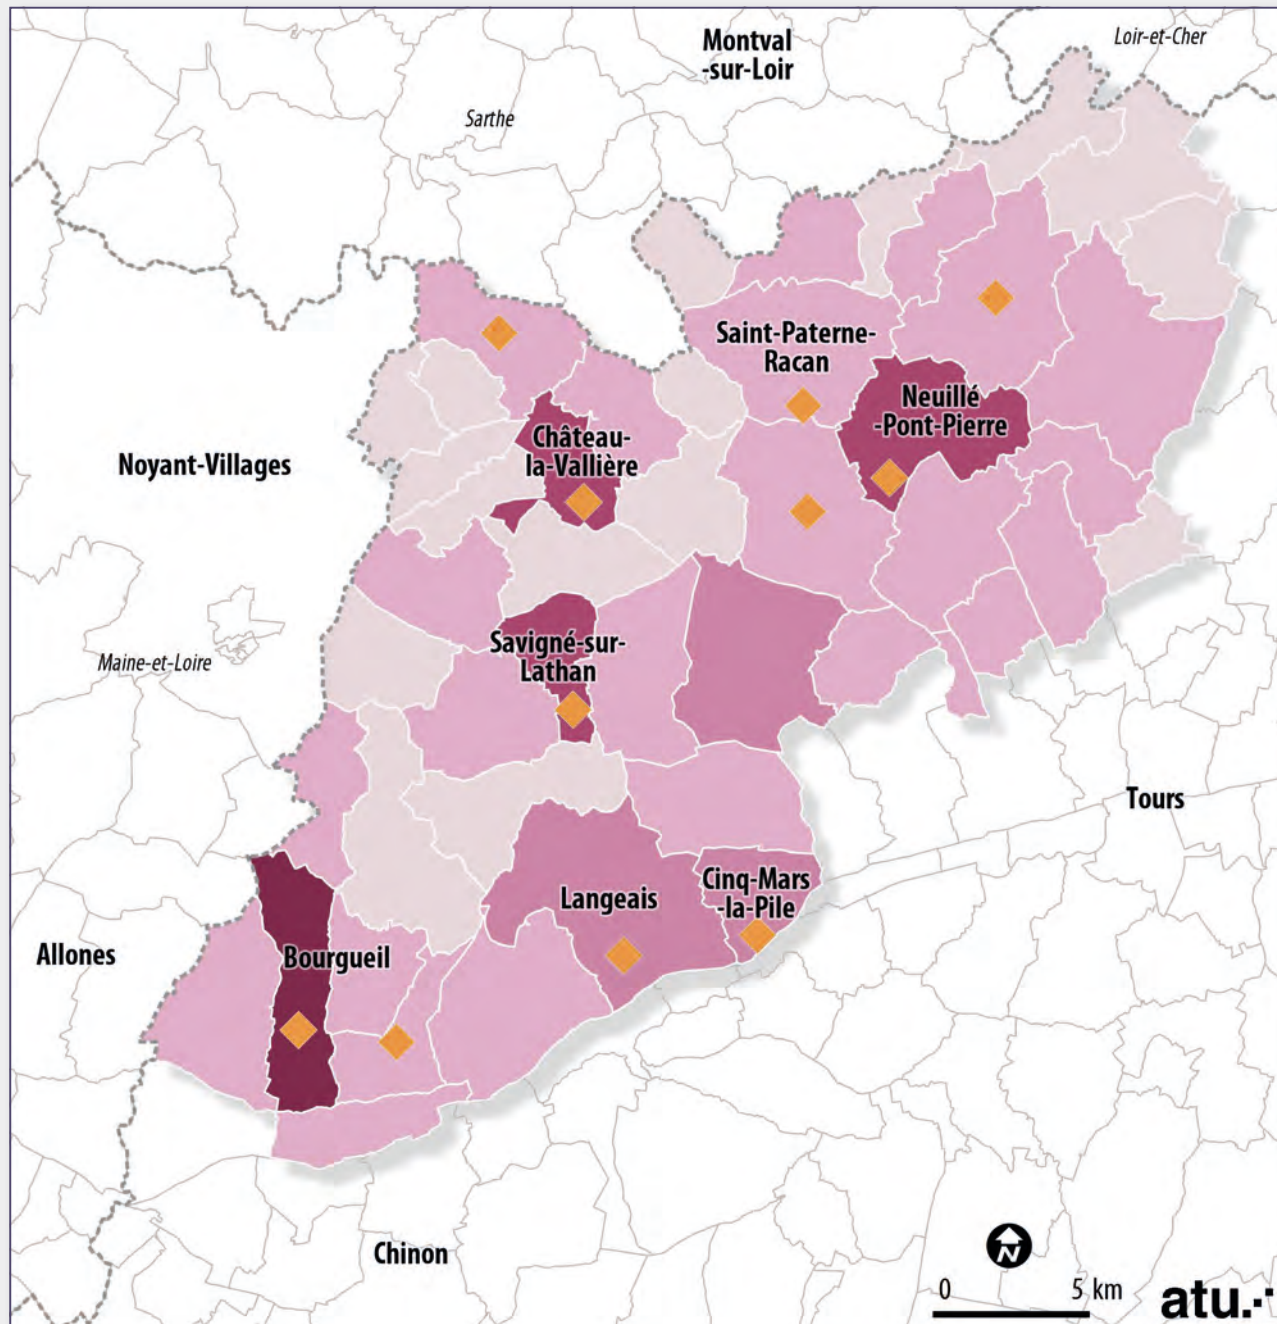 Montval
-sur-Loir
Loir-et-Cher
Sarthe
Saint-Paterne-
Racan
Neuillé
-Pont-Pierre
Château-
la-Vallière
Noyant-Villages
Savigné-sur-
Lathan
Maine-et-Loire
Tours
Langeais
Cinq-Mars
-la-Pile
Allones
Bourgueil
Chinon
N
0 5 km
atu.